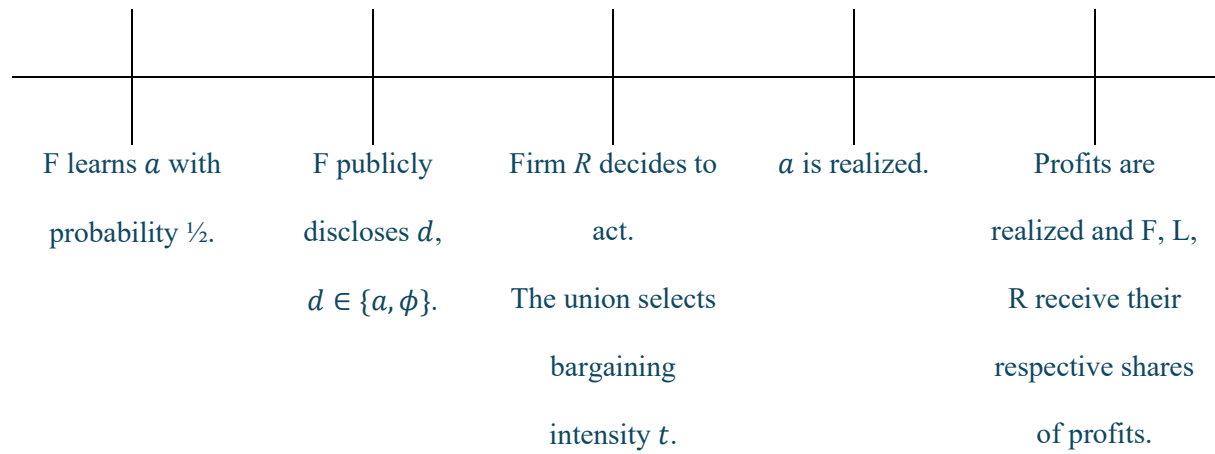 F learns a with
probability ½.
F publicly
discloses d,
d ∈ {a, ϕ}.
Firm R decides to
act.
The union selects
bargaining
intensity t.
a is realized.
Profits are
realized and F, L,
R receive their
respective shares
of profits.